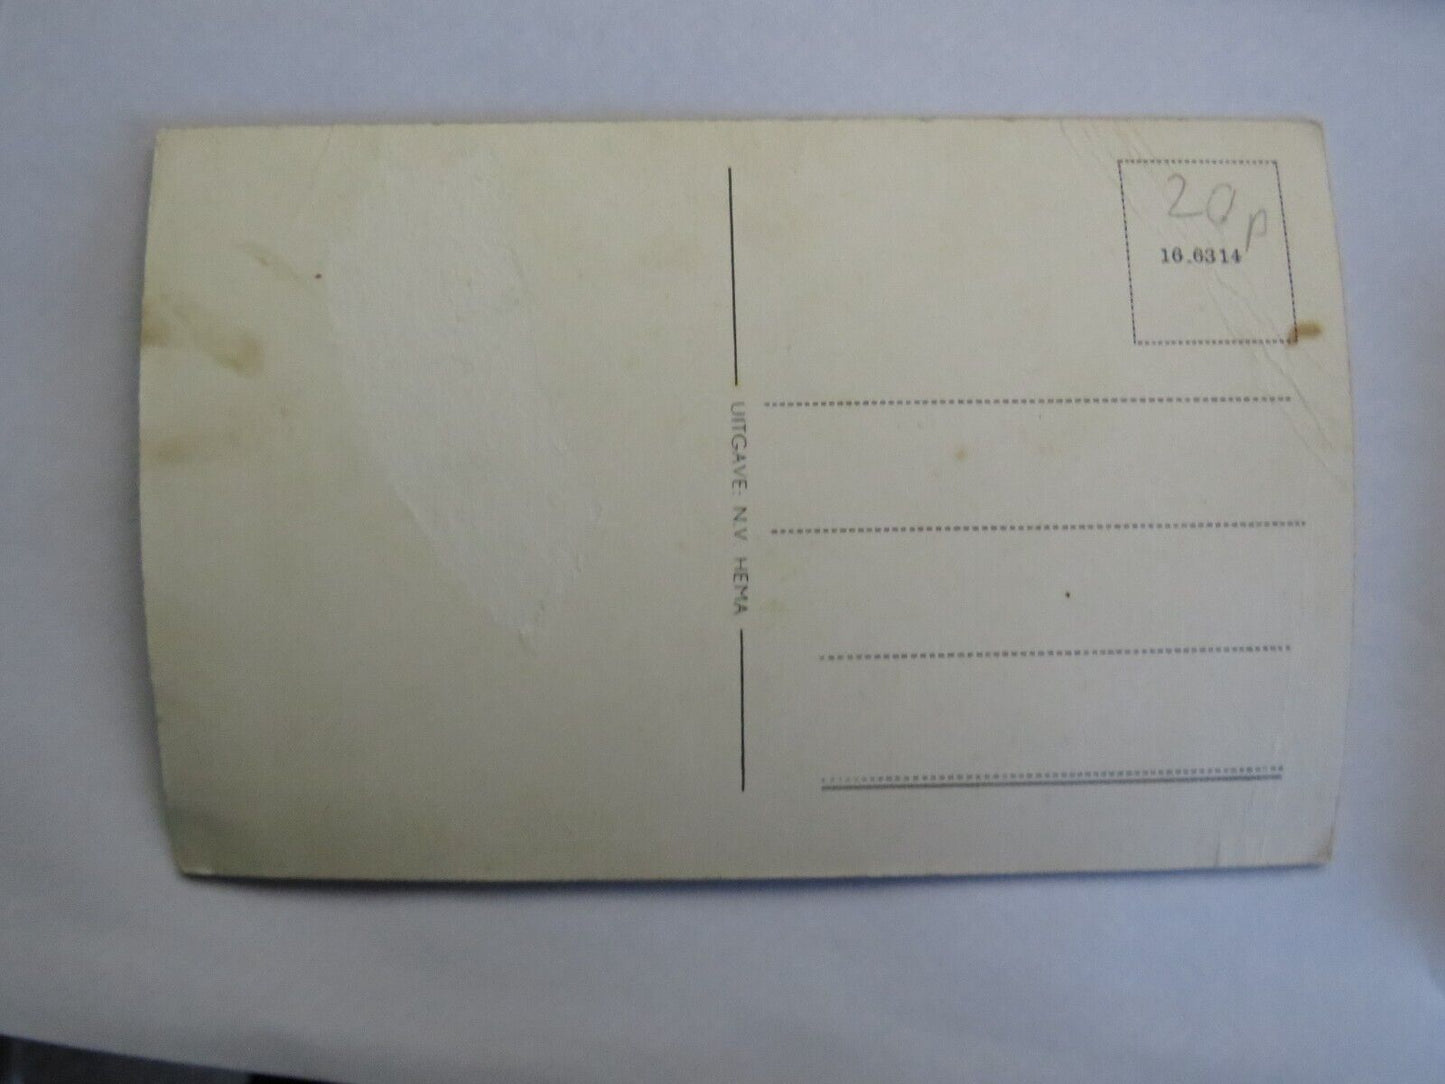 20p
16.6314
UITGAVE: N.V. HEMA